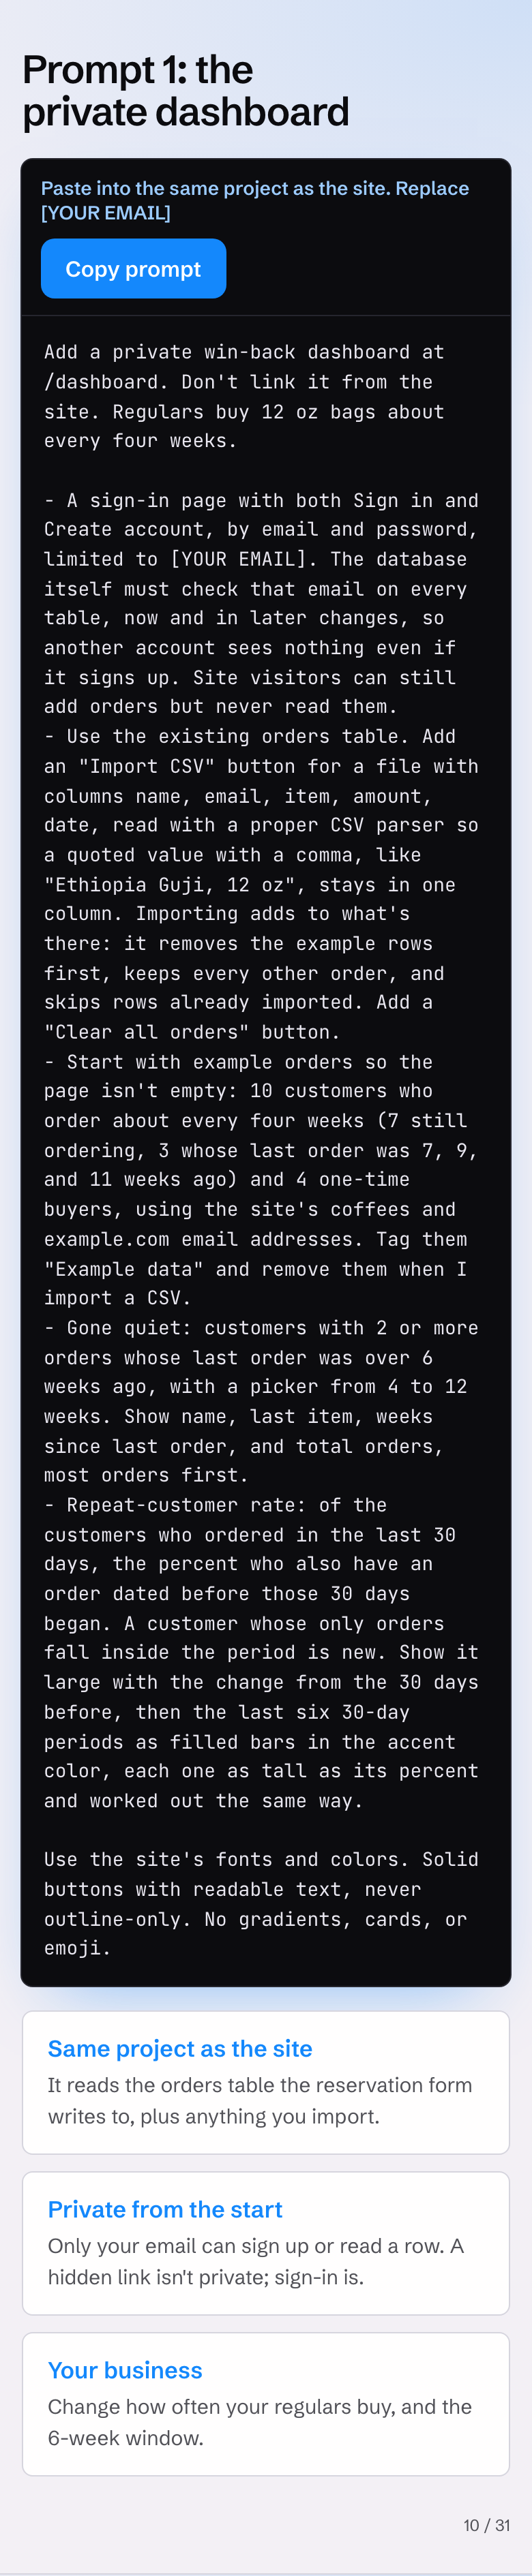 Prompt 1: the
private dashboard
Paste into the same project as the site. Replace
[YOUR EMAIL]
Copy prompt
Add a private win-back dashboard at
/dashboard. Don't link it from the
site. Regulars buy 12 oz bags about
every four weeks.
- A sign-in page with both Sign in and
Create account, by email and password,
limited to [YOUR EMAIL]. The database
itself must check that email on every
table, now and in later changes, so
another account sees nothing even if
it signs up. Site visitors can still
add orders but never read them.
- Use the existing orders table. Add
an "Import CSV" button for a file with
columns name, email, item, amount,
date, read with a proper CSV parser so
a quoted value with a comma, like
"Ethiopia Guji, 12 oz", stays in one
column. Importing adds to what's
there: it removes the example rows
first, keeps every other order, and
skips rows already imported. Add a
"Clear all orders" button.
- Start with example orders so the
page isn't empty: 10 customers who
order about every four weeks (7 still
ordering, 3 whose last order was 7, 9,
and 11 weeks ago) and 4 one-time
buyers, using the site's coffees and
example.com email addresses. Tag them
"Example data" and remove them when I
import a CSV.
- Gone quiet: customers with 2 or more
orders whose last order was over 6
weeks ago, with a picker from 4 to 12
weeks. Show name, last item, weeks
since last order, and total orders,
most orders first.
- Repeat-customer rate: of the
customers who ordered in the last 30
days, the percent who also have an
order dated before those 30 days
began. A customer whose only orders
fall inside the period is new. Show it
large with the change from the 30 days
before, then the last six 30-day
periods as filled bars in the accent
color, each one as tall as its percent
and worked out the same way.
Use the site's fonts and colors. Solid
buttons with readable text, never
outline-only. No gradients, cards, or
emoji.
Same project as the site
It reads the orders table the reservation form
writes to, plus anything you import.
Private from the start
Only your email can sign up or read a row. A
hidden link isn't private; sign-in is.
Your business
Change how often your regulars buy, and the
6-week window.
10 / 31